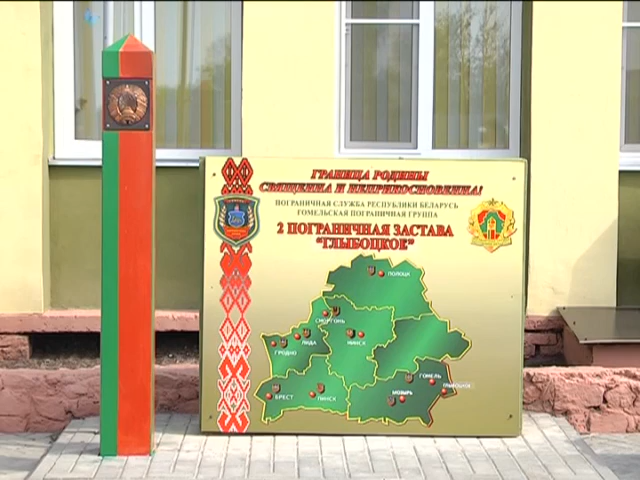 ГРАНИЦА РОДИНЫ
СВЯЩЕННА И НЕПРИКОСНОВЕННА!
ПОГРАНИЧНАЯ СЛУЖБА РЕСПУБЛИКИ БЕЛАРУСЬ
ГОМЕЛЬСКАЯ ПОГРАНИЧНАЯ ГРУППА
2 ПОГРАНИЧНАЯ ЗАСТАВА
"ГЛЫБОЦКОЕ"
ПОЛОЦК
СМОРГОНЬ
ЛИДА
МИНСК
ГРОДНО
ГОМЕЛЬ
ГЛЫБОЦКОЕ
МОЗЫРЬ
БРЕСТ
ПИНСК